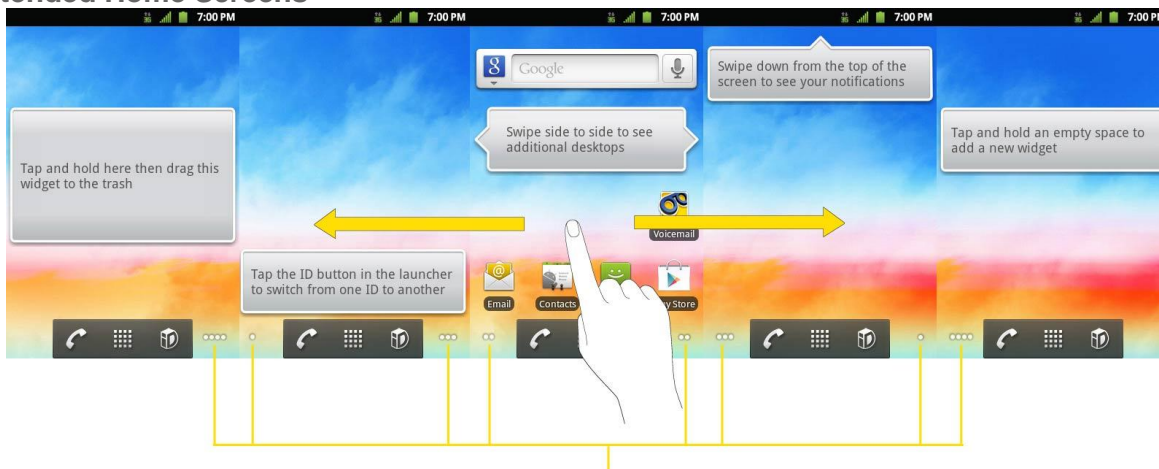 tended Home Screens
7:00 PM
7:00 PM
7:00 PM
7:00 PM
7:00 P
Google
Swipe down from the top of the
screen to see your notifications
Swipe side to side to see
additional desktops
Tap and hold an empty space to
add a new widget
Tap and hold here then drag this
widget to the trash
Voicemail
Tap the ID button in the launcher
to switch from one ID to another
Email
Contacts
y Store